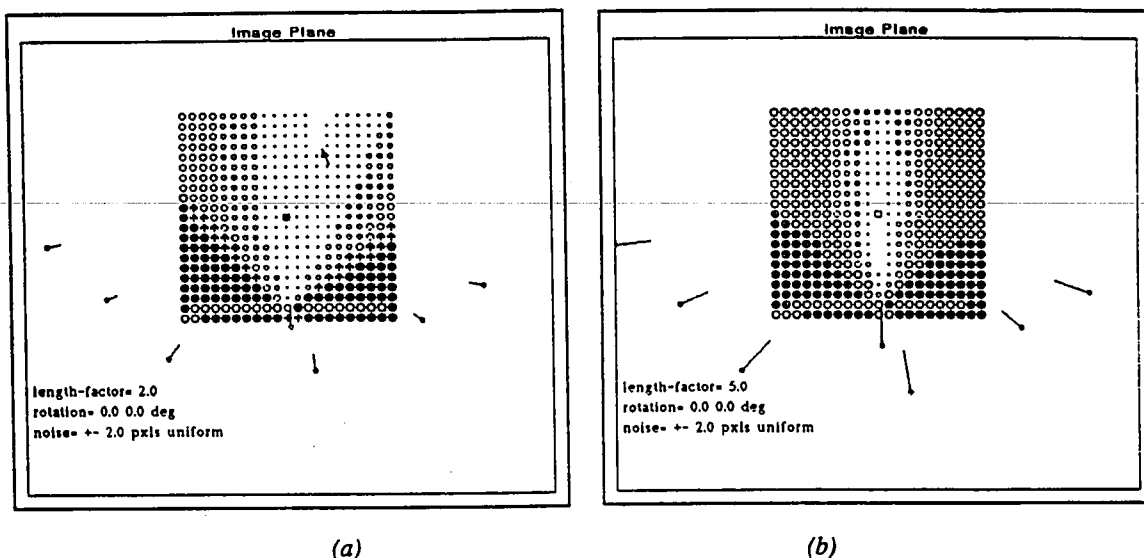 Image Plane
length-factor= 2.0
rotation= 0.0 0.0 deg
noise= +- 2.0 pxls uniform
(a)
Image Plane
length-factor= 5.0
rotation= 0.0 0.0 deg
noise= +- 2.0 pxls uniform
(b)